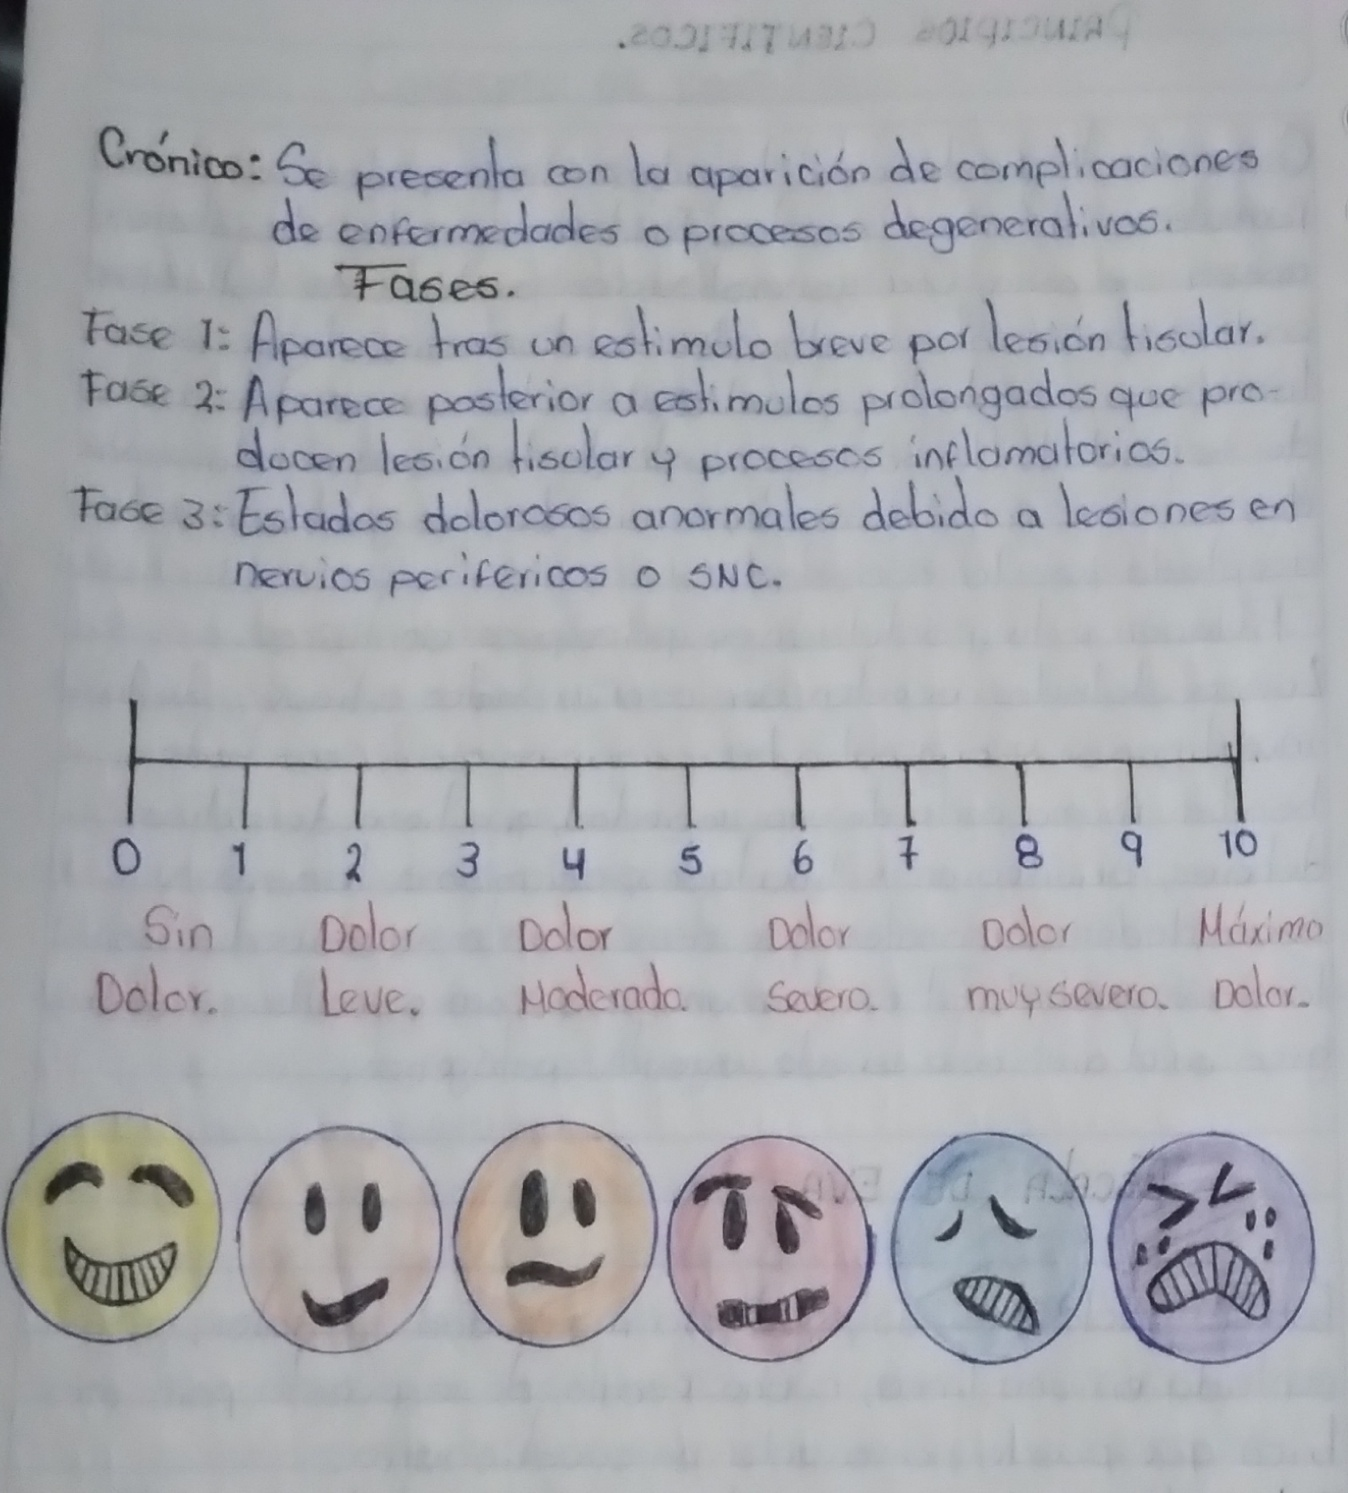 Principios científicos.
Crónico: Se presenta con la aparición de complicaciones
de enfermedades o procesos degenerativos.
Fases.
Fase 1: Aparece tras un estimulo breve por lesión tisular.
Fase 2: Aparece posterior a estimulos prolongados que pro-
ducen lesión tisular y procesos inflamatorios.
Fase 3: Estados dolorosos anormales debido a lesiones en
nervios perifericos o SNC.
0 1 2 3 4 5 6 7 8 9 10
Sin Dolor Dolor Dolor Dolor Máximo
Dolor. Leve. Moderado. Severo. muy severo. Dolor.